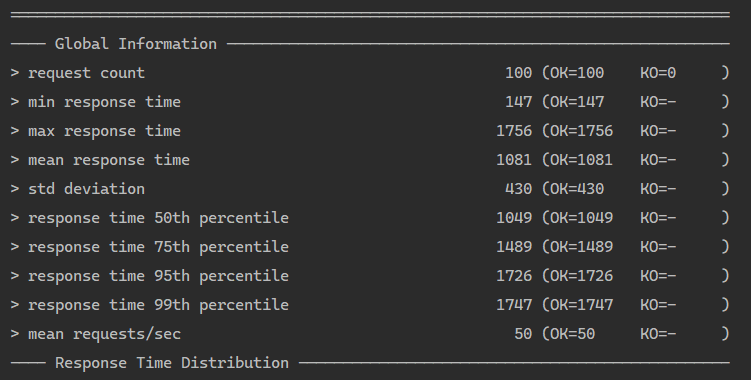 ================================================================================
---- Global Information --------------------------------------------------------
> request count                                        100 (OK=100    KO=0     )
> min response time                                    147 (OK=147    KO=-     )
> max response time                                   1756 (OK=1756   KO=-     )
> mean response time                                  1081 (OK=1081   KO=-     )
> std deviation                                        430 (OK=430    KO=-     )
> response time 50th percentile                       1049 (OK=1049   KO=-     )
> response time 75th percentile                       1489 (OK=1489   KO=-     )
> response time 95th percentile                       1726 (OK=1726   KO=-     )
> response time 99th percentile                       1747 (OK=1747   KO=-     )
> mean requests/sec                                     50 (OK=50     KO=-     )
---- Response Time Distribution ------------------------------------------------